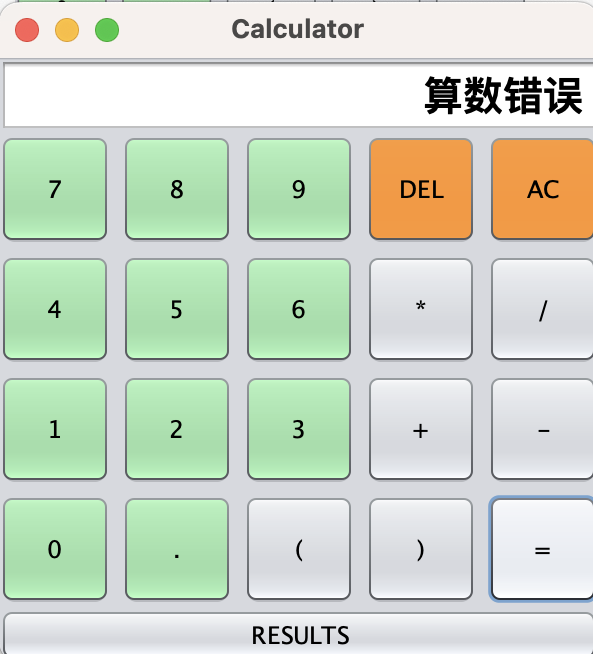 Calculator
算数错误
7 8 9 DEL AC
4 5 6 * /
1 2 3 + -
0 . ( ) =
RESULTS